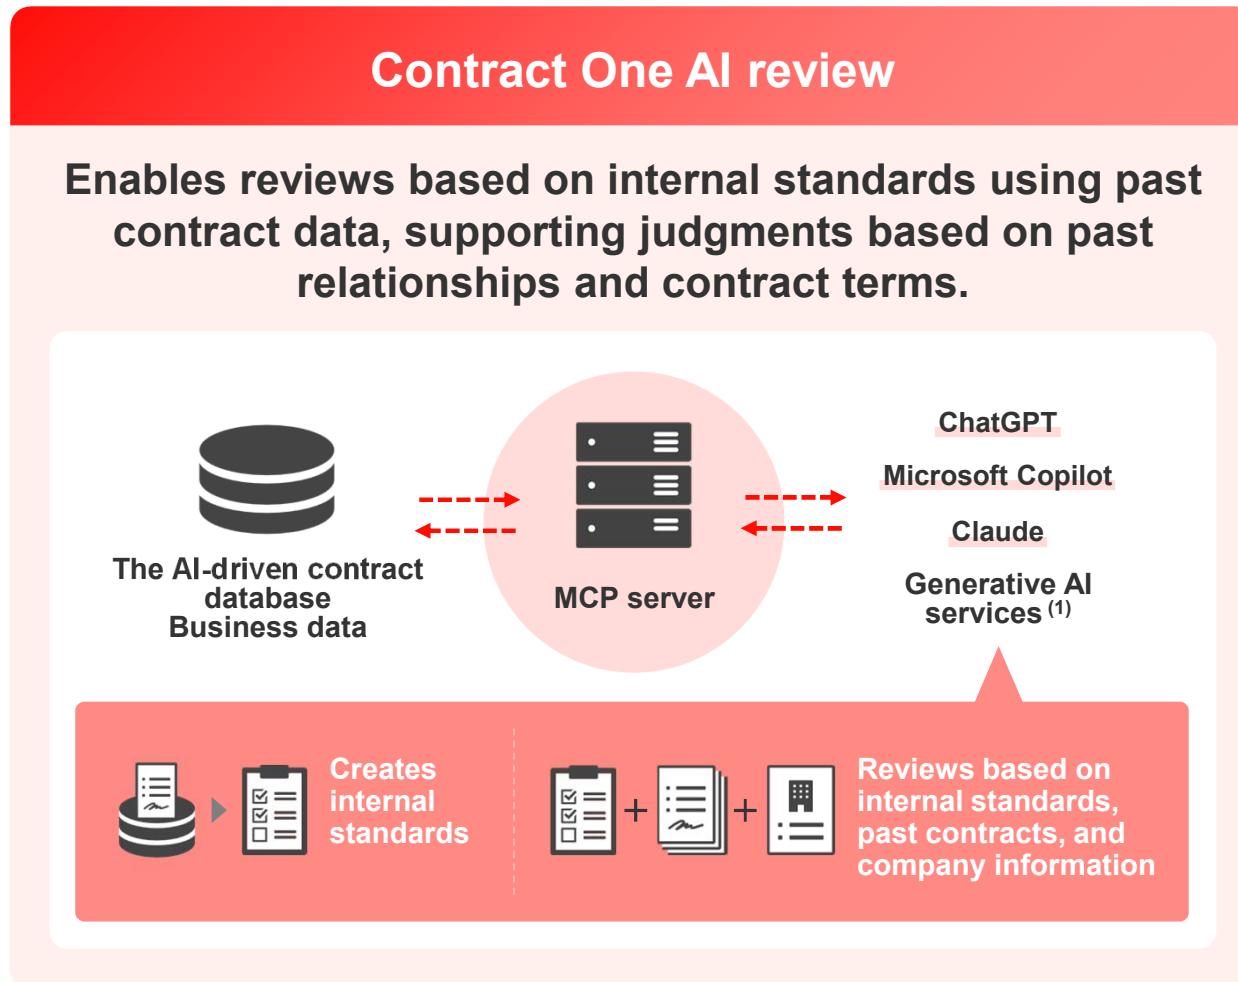 Contract One AI review
Enables reviews based on internal standards using past
contract data, supporting judgments based on past
relationships and contract terms.
The AI-driven contract
database
Business data
MCP server
ChatGPT
Microsoft Copilot
Claude
Generative AI
services (1)
Creates
internal
standards
+
+
Reviews based on
internal standards,
past contracts, and
company information